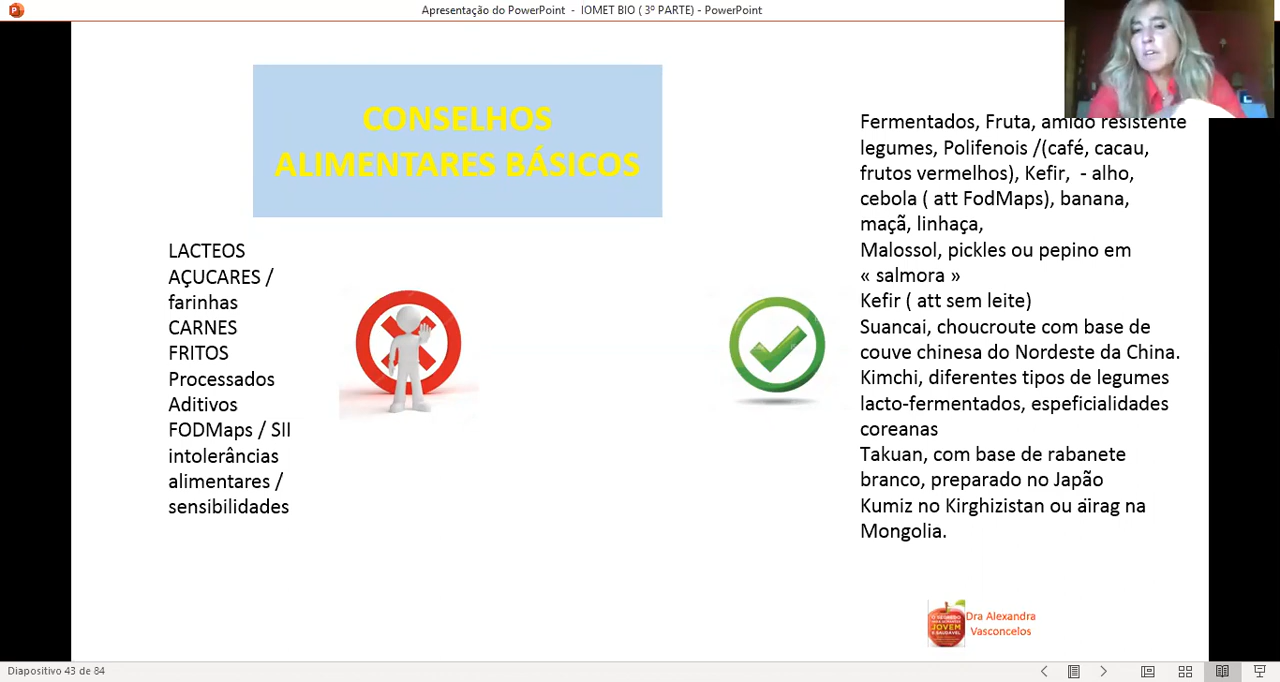 Apresentação do PowerPoint - IOMET BIO ( 3º PARTE) - PowerPoint
CONSELHOS
ALIMENTARES BÁSICOS
LACTEOS
AÇUCARES /
farinhas
CARNES
FRITOS
Processados
Aditivos
FODMaps / SII
intolerâncias
alimentares /
sensibilidades
Fermentados, Fruta, amido resistente
legumes, Polifenois /(café, cacau,
frutos vermelhos), Kefir, - alho,
cebola ( att FodMaps), banana,
maçã, linhaça,
Malossol, pickles ou pepino em
« salmora »
Kefir ( att sem leite)
Suancai, choucroute com base de
couve chinesa do Nordeste da China.
Kimchi, diferentes tipos de legumes
lacto-fermentados, espeficialidades
coreanas
Takuan, com base de rabanete
branco, preparado no Japão
Kumiz no Kirghizistan ou aïrag na
Mongolia.
JOVEM
Dra Alexandra
Vasconcelos
Diapositivo 43 de 84